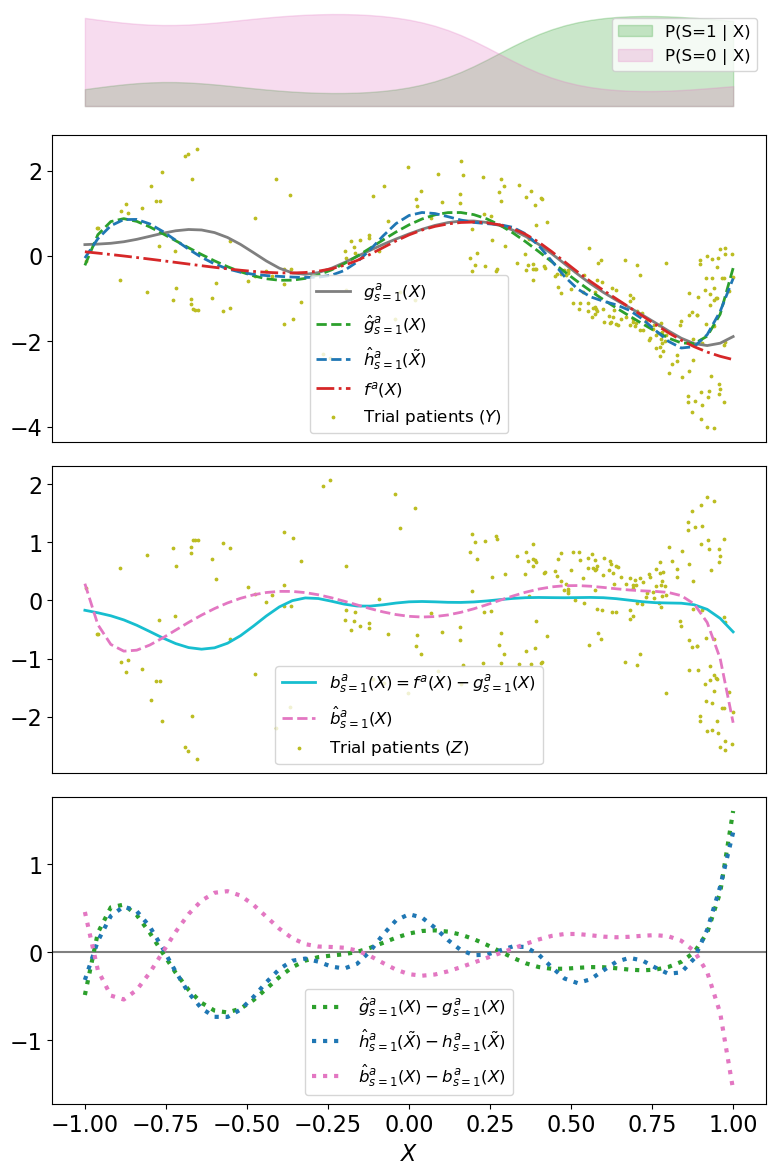 P(S=1 | X)
P(S=0 | X)
2
0
−2
−4
g^a_{s=1}(X)
ĝ^a_{s=1}(X)
ĥ^a_{s=1}(X̃)
f^a(X)
Trial patients (Y)
2
1
0
−1
−2
b^a_{s=1}(X) = f^a(X) − g^a_{s=1}(X)
b̂^a_{s=1}(X)
Trial patients (Z)
1
0
−1
ĝ^a_{s=1}(X) − g^a_{s=1}(X)
ĥ^a_{s=1}(X̃) − h^a_{s=1}(X̃)
b̂^a_{s=1}(X) − b^a_{s=1}(X)
−1.00 −0.75 −0.50 −0.25 0.00 0.25 0.50 0.75 1.00
X